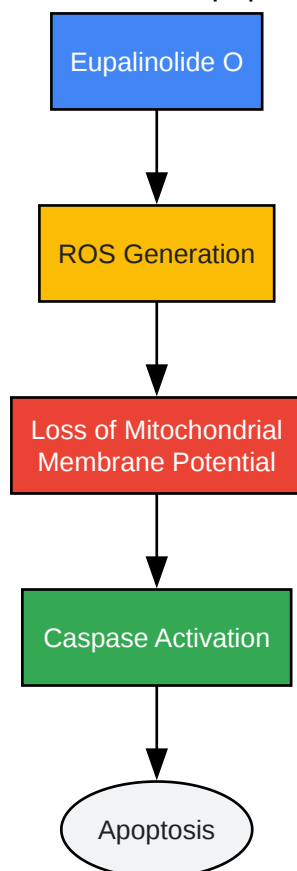 Eupalinolide O
ROS Generation
Loss of Mitochondrial
Membrane Potential
Caspase Activation
Apoptosis